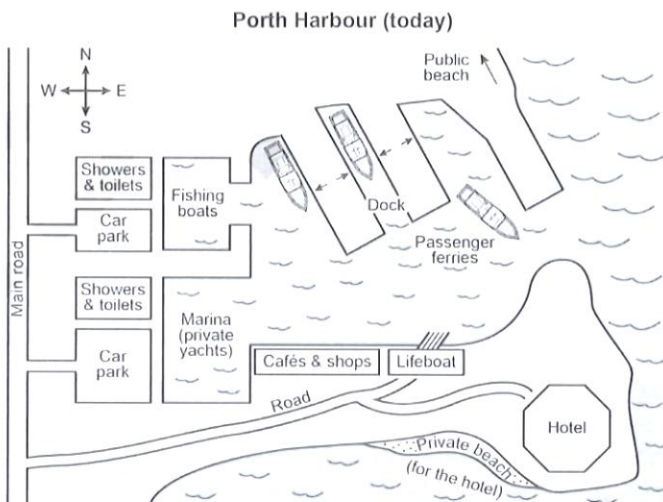 Porth Harbour (today)
Public
beach
N
W
E
S
Showers
& toilets
Fishing
boats
Dock
Car
park
Passenger
ferries
Main road
Showers
& toilets
Marina
(private
yachts)
Car
park
Cafés & shops
Lifeboat
Road
Hotel
Private beach
(for the hotel)